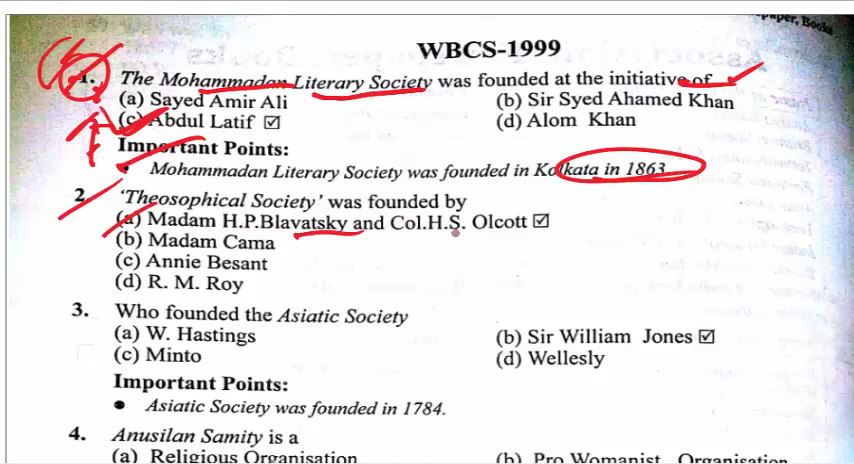 WBCS-1999
1. The Mohammadan Literary Society was founded at the initiative of
(a) Sayed Amir Ali (b) Sir Syed Ahamed Khan
(c) Abdul Latif ☑ (d) Alom Khan
Important Points:
• Mohammadan Literary Society was founded in Kolkata in 1863
2. 'Theosophical Society' was founded by
(a) Madam H.P.Blavatsky and Col.H.S. Olcott ☑
(b) Madam Cama
(c) Annie Besant
(d) R. M. Roy
3. Who founded the Asiatic Society
(a) W. Hastings (b) Sir William Jones ☑
(c) Minto (d) Wellesly
Important Points:
• Asiatic Society was founded in 1784.
4. Anusilan Samity is a
(a) Religious Organisation (b) Pro Womanist Organisation